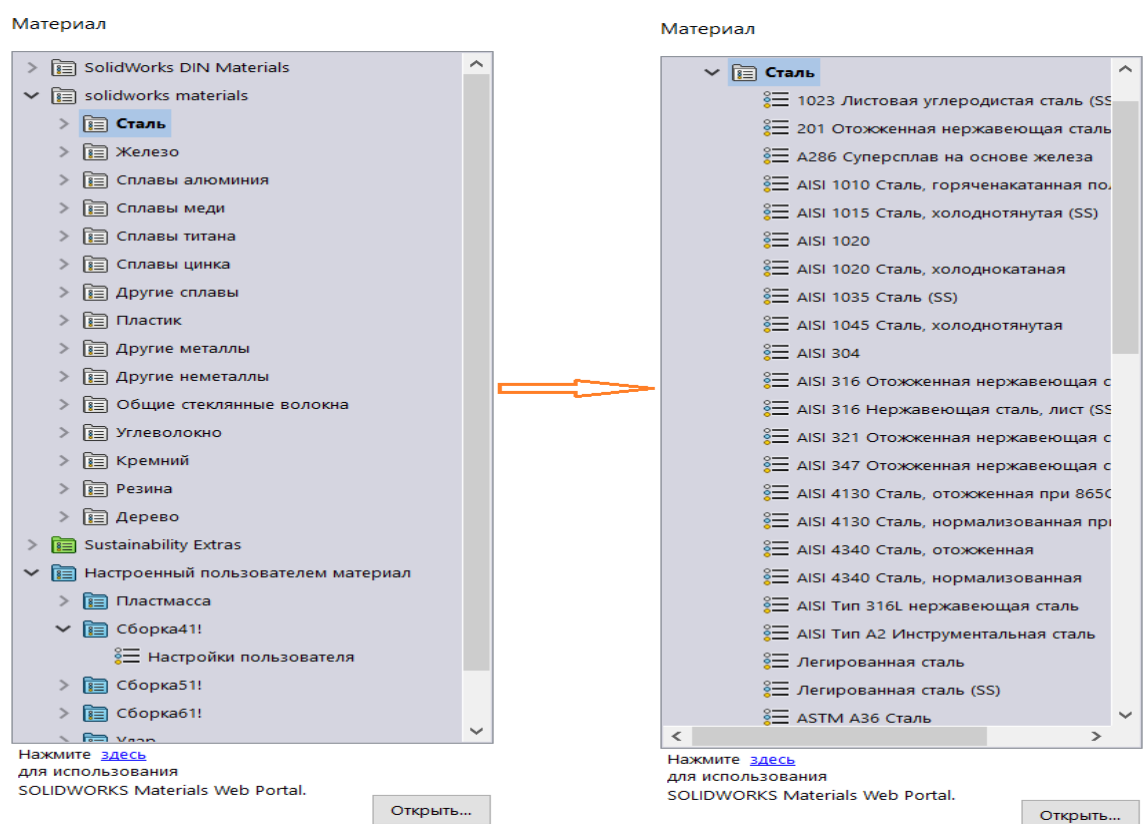 Материал
SolidWorks DIN Materials
solidworks materials
Сталь
Железо
Сплавы алюминия
Сплавы меди
Сплавы титана
Сплавы цинка
Другие сплавы
Пластик
Другие металлы
Другие неметаллы
Общие стеклянные волокна
Углеволокно
Кремний
Резина
Дерево
Sustainability Extras
Настроенный пользователем материал
Пластмасса
Сборка41!
Настройки пользователя
Сборка51!
Сборка61!
Удар
Нажмите здесь
для использования
SOLIDWORKS Materials Web Portal.
Открыть...
Материал
Сталь
1023 Листовая углеродистая сталь (SS
201 Отожженная нержавеющая сталь
A286 Суперсплав на основе железа
AISI 1010 Сталь, горяченакатанная по
AISI 1015 Сталь, холоднотянутая (SS)
AISI 1020
AISI 1020 Сталь, холоднокатаная
AISI 1035 Сталь (SS)
AISI 1045 Сталь, холоднотянутая
AISI 304
AISI 316 Отожженная нержавеющая с
AISI 316 Нержавеющая сталь, лист (SS
AISI 321 Отожженная нержавеющая с
AISI 347 Отожженная нержавеющая с
AISI 4130 Сталь, отожженная при 865C
AISI 4130 Сталь, нормализованная при
AISI 4340 Сталь, отожженная
AISI 4340 Сталь, нормализованная
AISI Тип 316L нержавеющая сталь
AISI Тип A2 Инструментальная сталь
Легированная сталь
Легированная сталь (SS)
ASTM A36 Сталь
Нажмите здесь
для использования
SOLIDWORKS Materials Web Portal.
Открыть...